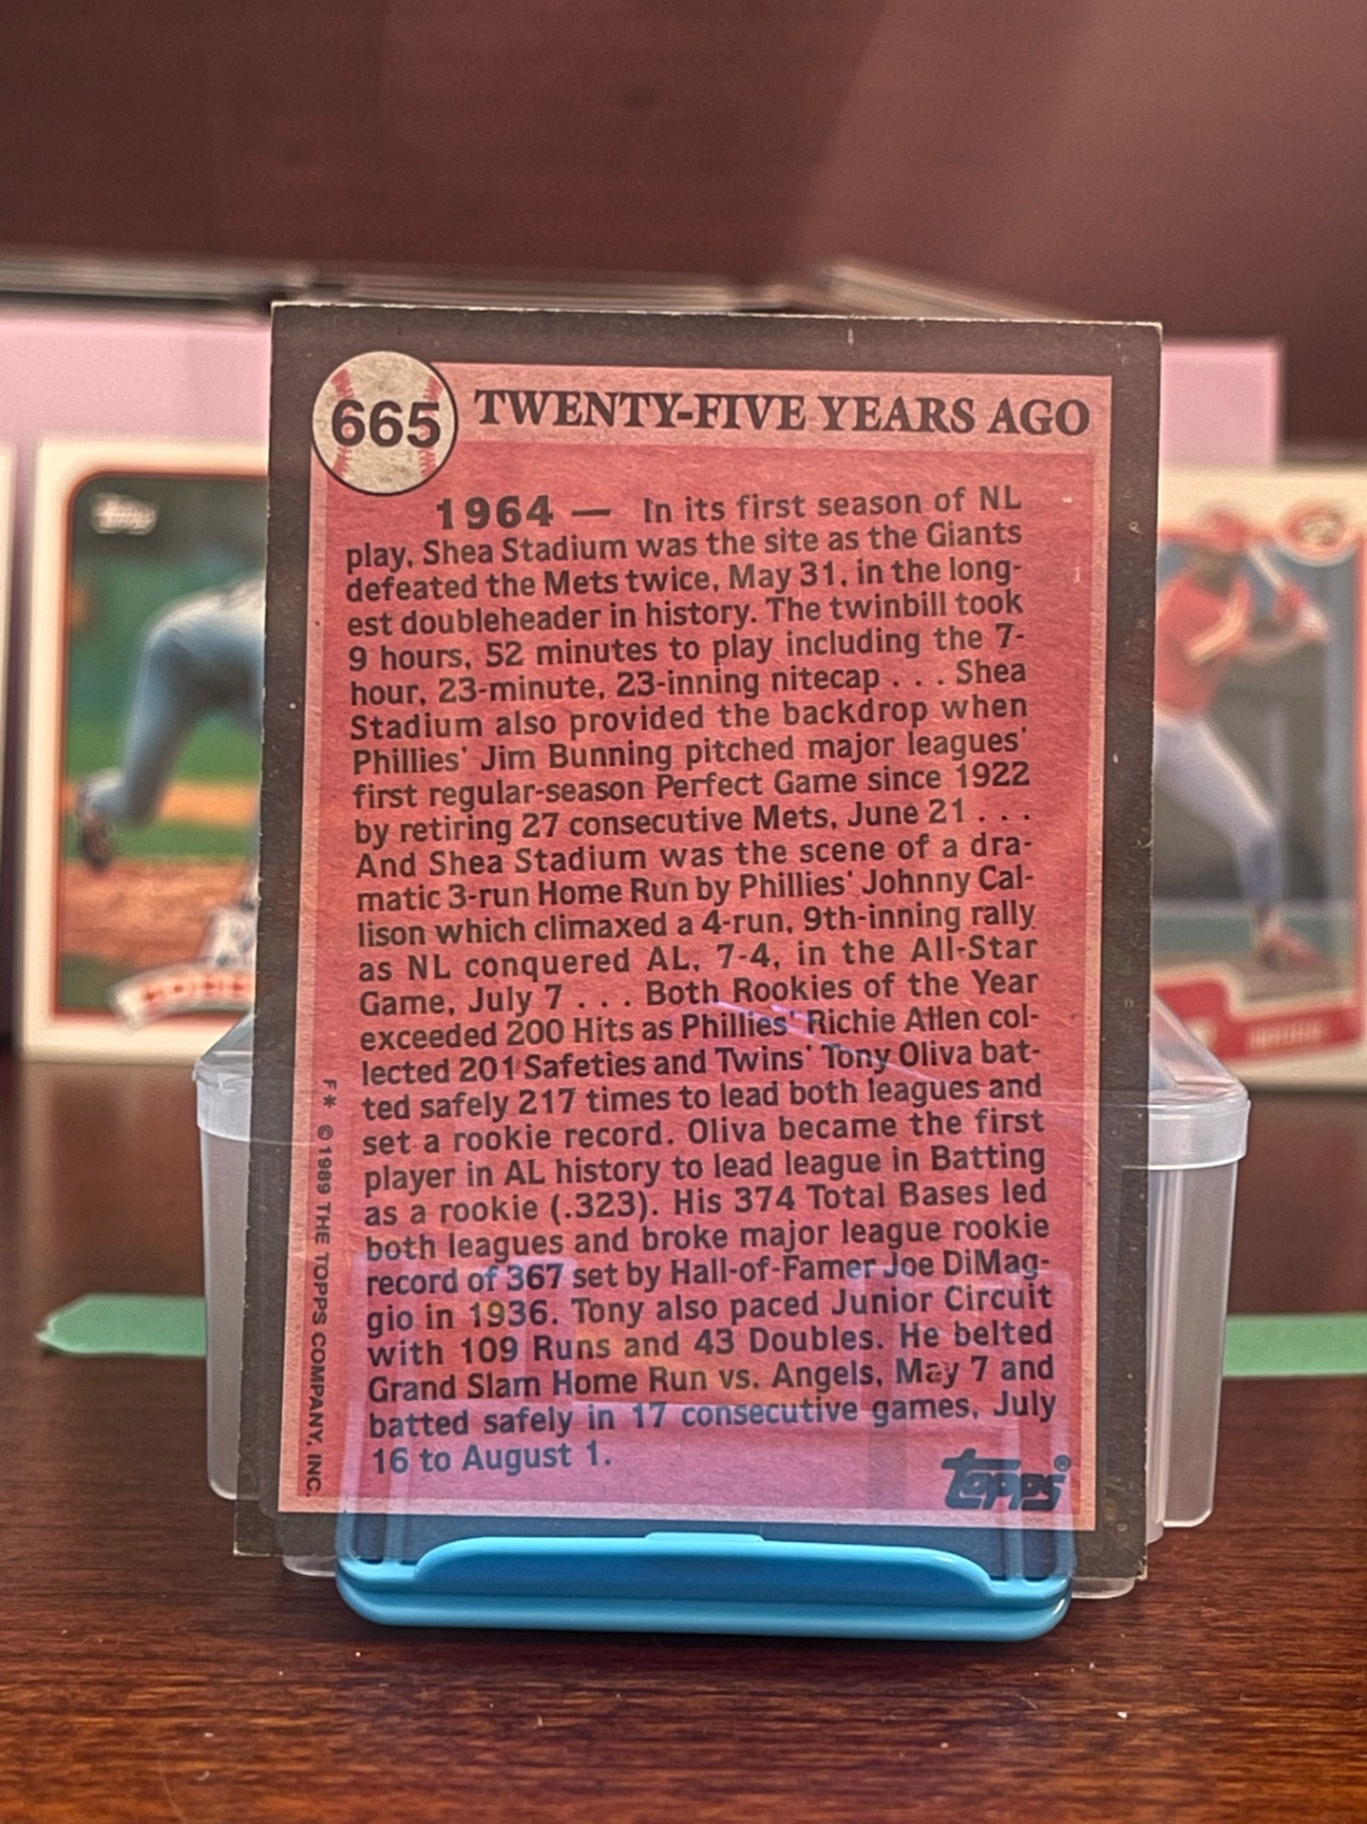 665 TWENTY-FIVE YEARS AGO
1964 — In its first season of NL
play, Shea Stadium was the site as the Giants
defeated the Mets twice, May 31, in the long-
est doubleheader in history. The twinbill took
9 hours, 52 minutes to play including the 7-
hour, 23-minute, 23-inning nitecap . . . Shea
Stadium also provided the backdrop when
Phillies' Jim Bunning pitched major leagues'
first regular-season Perfect Game since 1922
by retiring 27 consecutive Mets, June 21 . . .
And Shea Stadium was the scene of a dra-
matic 3-run Home Run by Phillies' Johnny Cal-
lison which climaxed a 4-run, 9th-inning rally
as NL conquered AL, 7-4, in the All-Star
Game, July 7 . . . Both Rookies of the Year
exceeded 200 Hits as Phillies' Richie Allen col-
lected 201 Safeties and Twins' Tony Oliva bat-
ted safely 217 times to lead both leagues and
set a rookie record. Oliva became the first
player in AL history to lead league in Batting
as a rookie (.323). His 374 Total Bases led
both leagues and broke major league rookie
record of 367 set by Hall-of-Famer Joe DiMag-
gio in 1936. Tony also paced Junior Circuit
with 109 Runs and 43 Doubles. He belted
Grand Slam Home Run vs. Angels, May 7 and
batted safely in 17 consecutive games, July
16 to August 1.
topps®
F* © 1989 THE TOPPS COMPANY, INC.
Topps